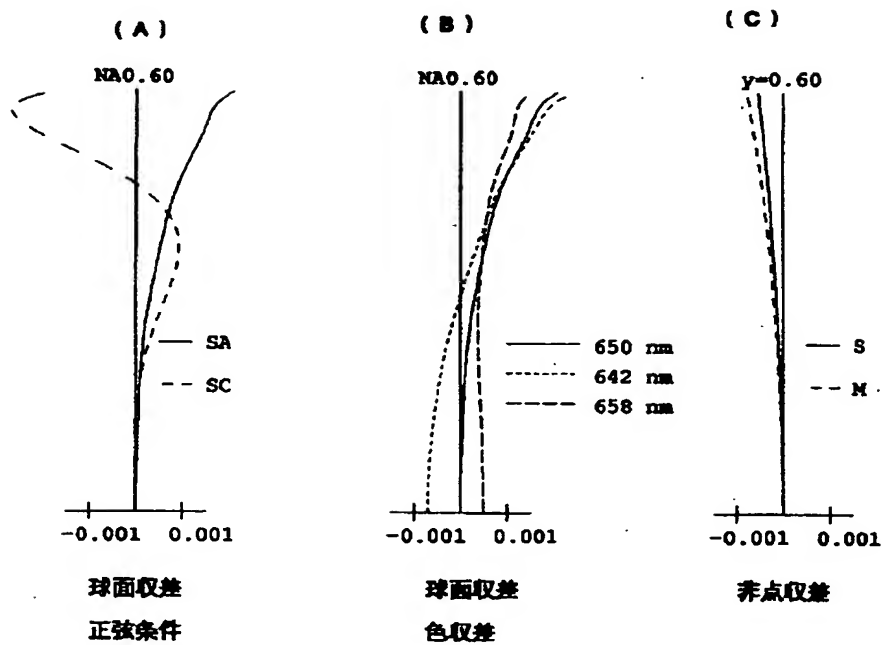 (A)
(B)
(C)
NA0.60
NA0.60
y=0.60
SA
SC
650 nm
642 nm
658 nm
S
M
-0.001 0.001
-0.001 0.001
-0.001 0.001
球面収差
正弦条件
球面収差
色収差
非点収差